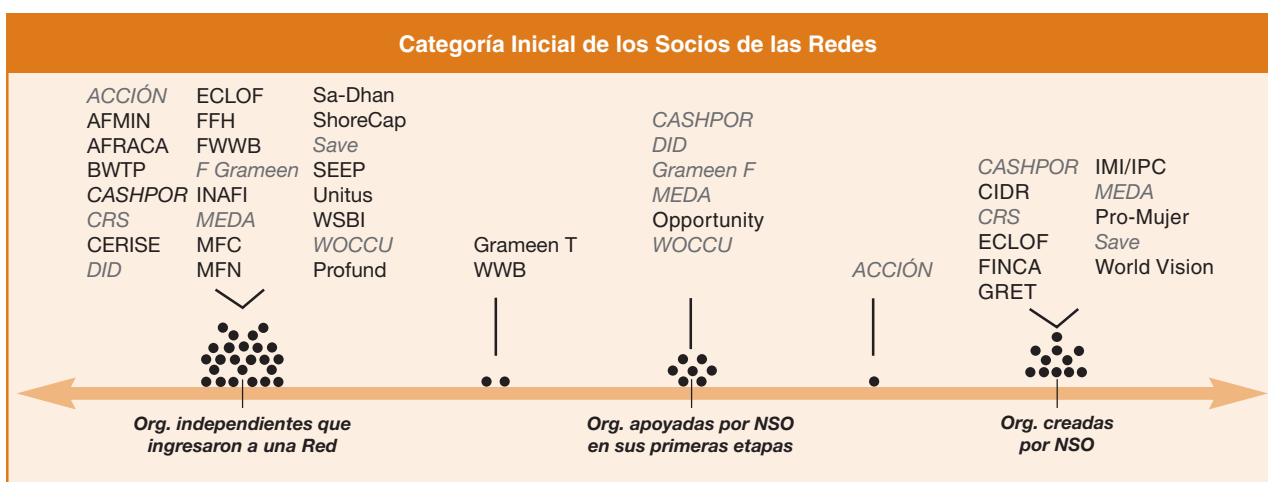 Categoría Inicial de los Socios de las Redes
ACCIÓN
AFMIN
AFRACA
BWTP
CASHPOR
CRS
CERISE
DID
ECLOF
FFH
FWWB
F Grameen
INAFI
MEDA
MFC
MFN
Sa-Dhan
ShoreCap
Save
SEEP
Unitus
WSBI
WOCCU
Profund
Grameen T
WWB
CASHPOR
DID
Grameen F
MEDA
Opportunity
WOCCU
ACCIÓN
CASHPOR
CIDR
CRS
ECLOF
FINCA
GRET
IMI/IPC
MEDA
Pro-Mujer
Save
World Vision
Org. independientes que
ingresaron a una Red
Org. apoyadas por NSO
en sus primeras etapas
Org. creadas
por NSO